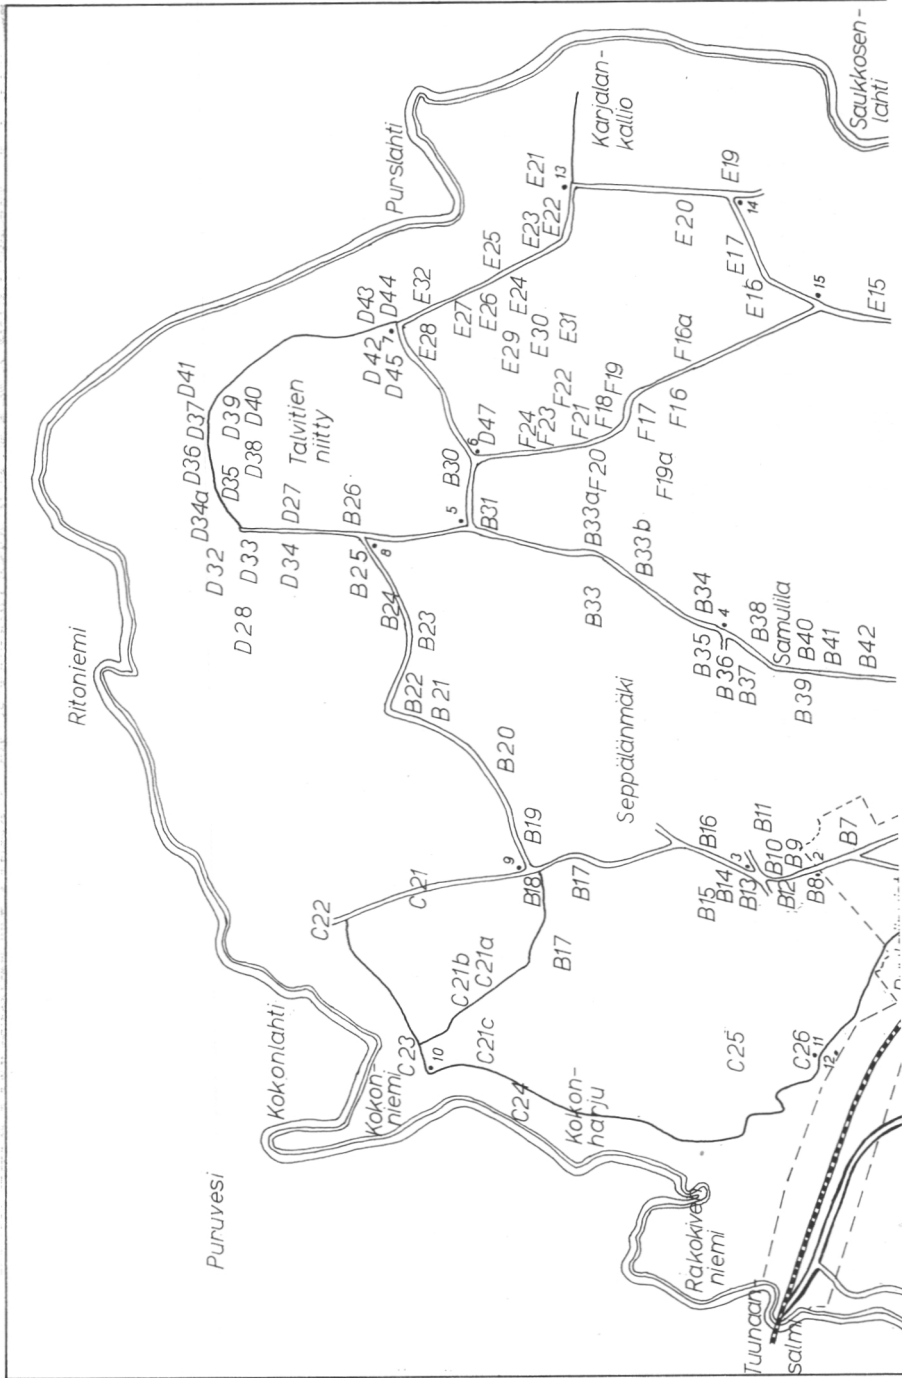 Puruvesi
Ritoniemi
Kokonlahti
Kokon-
niemi
Kokon-
harju
Rakokiven-
niemi
Tuunaan-
salmi
Purslahti
Karjalan-
kallio
Saukkosen-
lahti
Talvitien
niitty
Seppälänmäki
Samulila
C22
C21
C23
10
C21b
C21a
C21c
C24
C25
C26
11
12
D41
D37
D36
D34a
D32
D39
D40
D38
D35
D33
D28
D27
D34
D43
D44
7
D42
D45
D47
6
B26
8
B25
B24
B23
B22
B21
B20
B19
9
B18
B17
B17
B30
5
B31
B33a
B33
B33b
B34
4
B35
B36
B37
B38
B39
B40
B41
B42
B16
B15
B14
B13
3
B11
B10
B12
B9
B8
2
B7
E32
E28
E27
E26
E25
E24
E23
E22
E21
13
E29
E30
E31
E20
E19
14
E17
E16
15
E15
F24
F23
F22
F21
F20
F18
F19
F17
F16
F16a
F19a